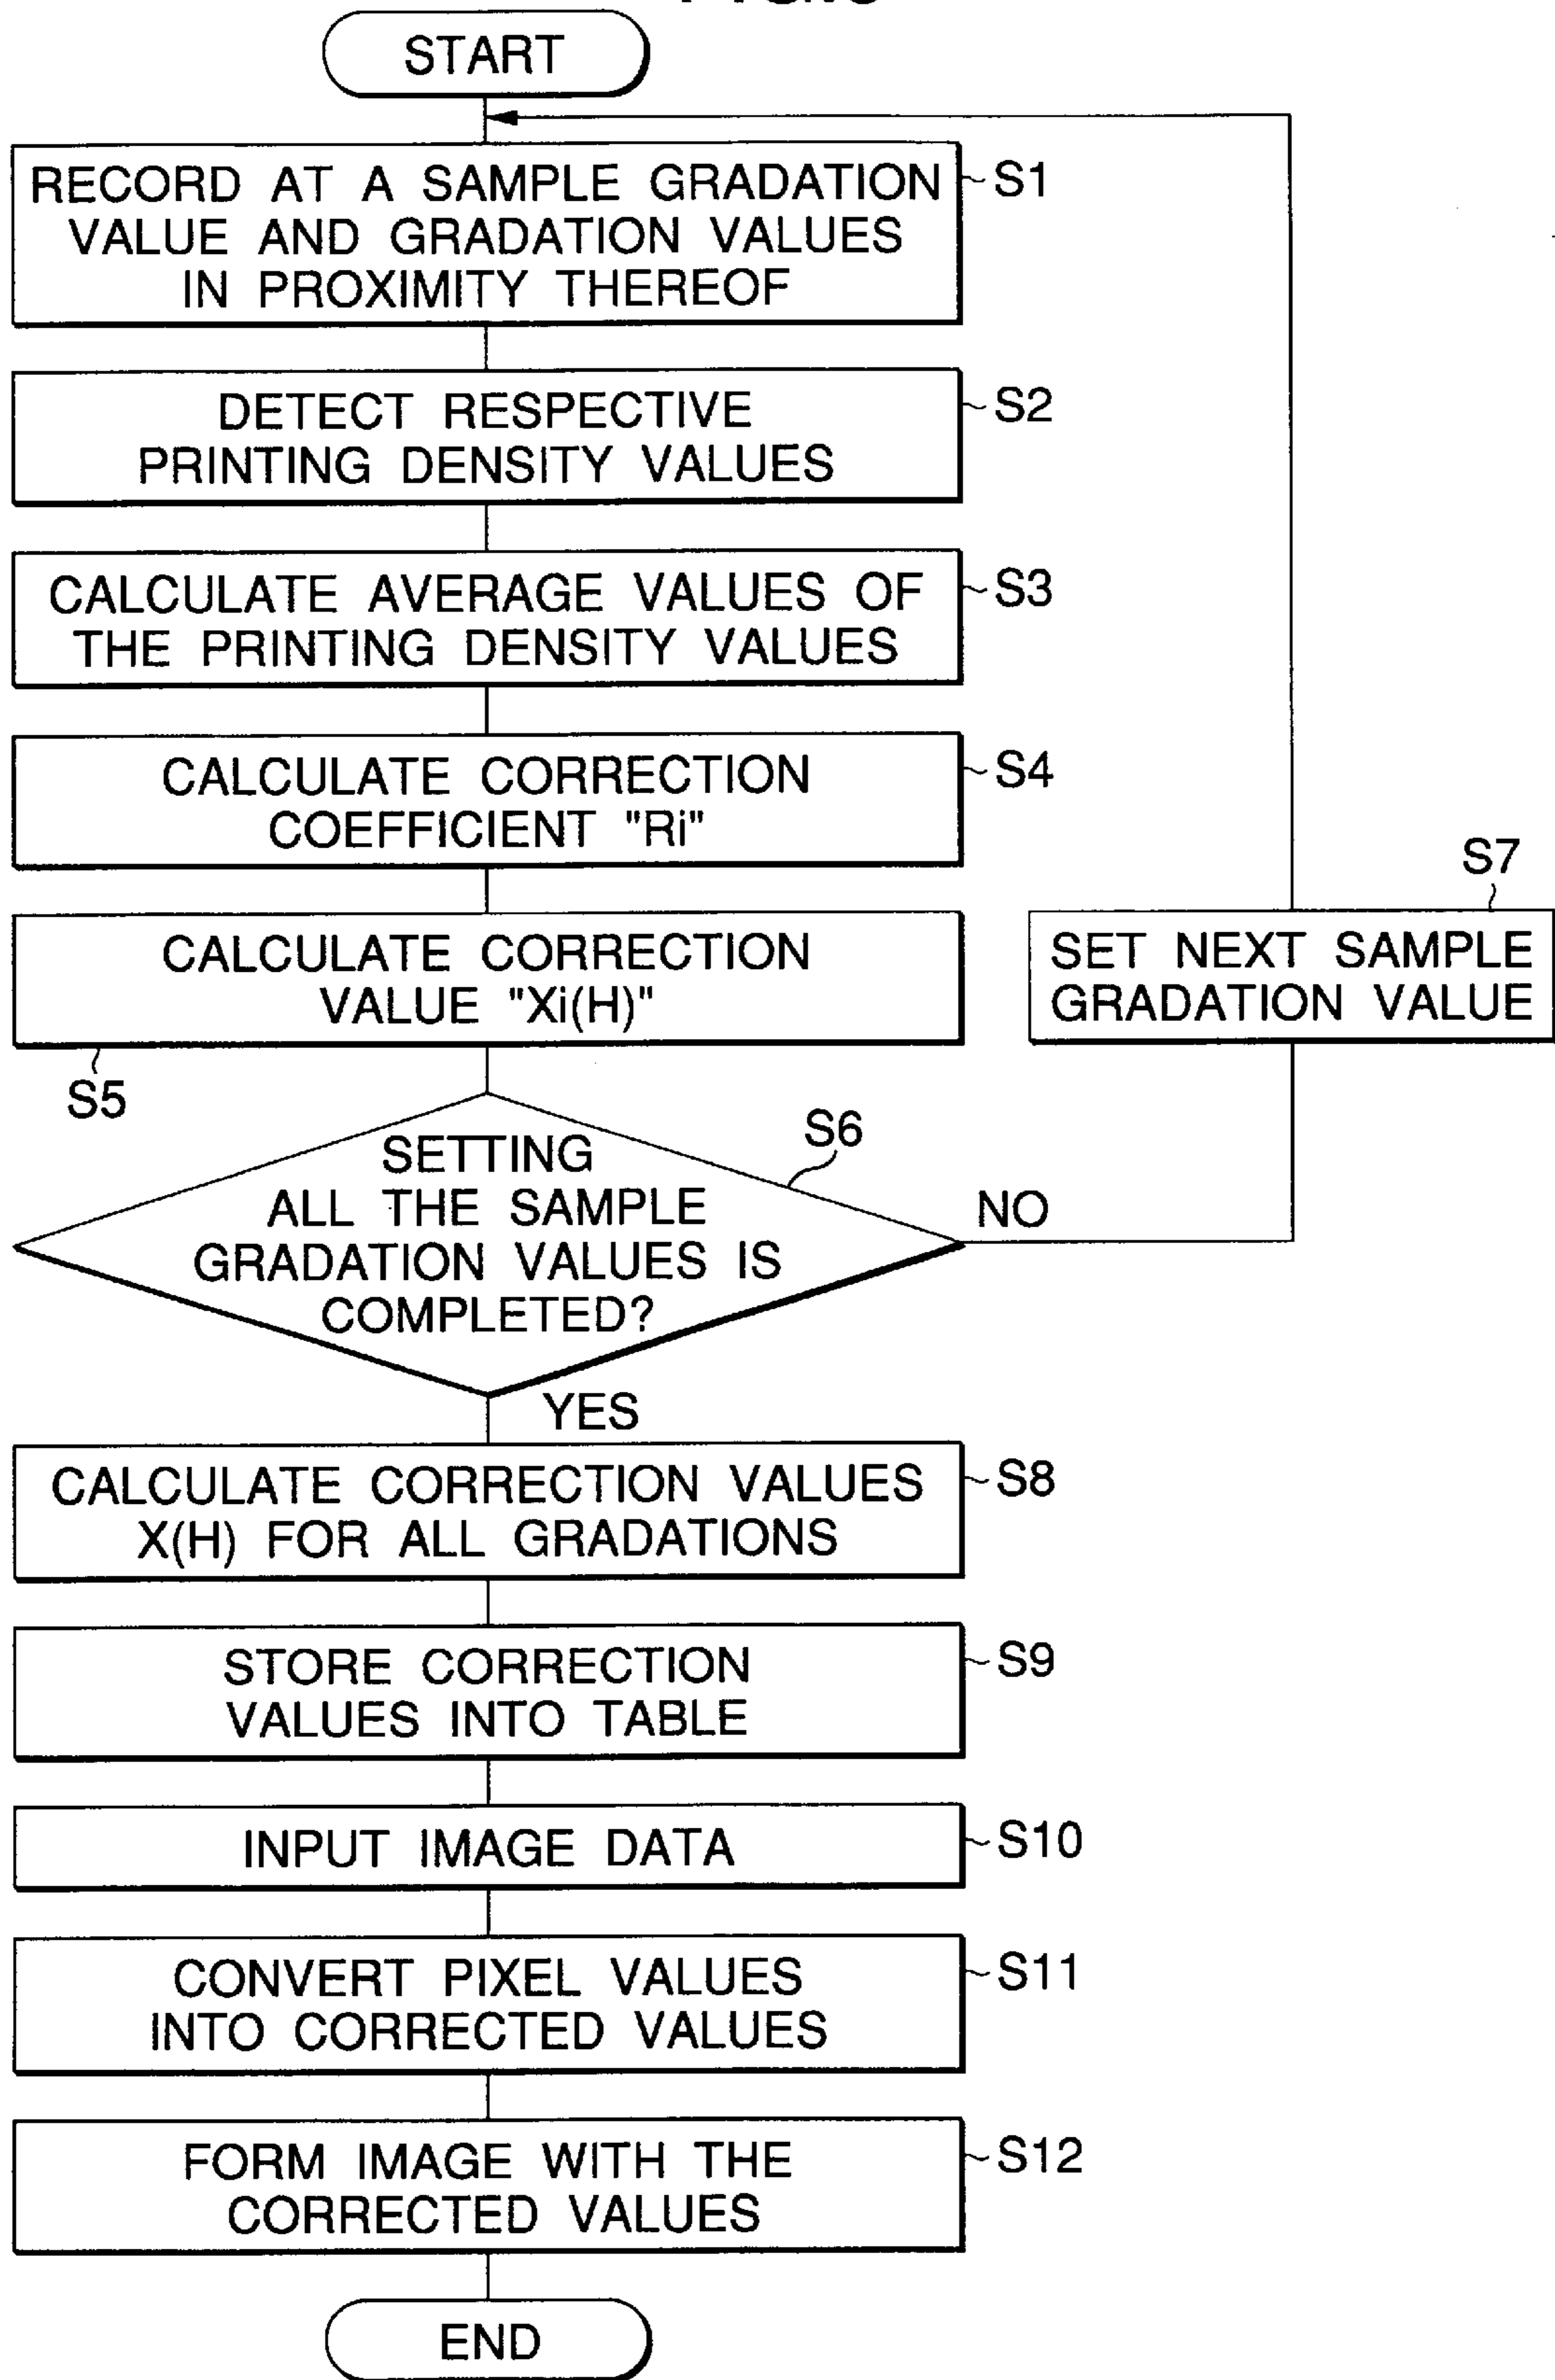 START
RECORD AT A SAMPLE GRADATION
VALUE AND GRADATION VALUES
IN PROXIMITY THEREOF
S1
DETECT RESPECTIVE
PRINTING DENSITY VALUES
S2
CALCULATE AVERAGE VALUES OF
THE PRINTING DENSITY VALUES
S3
CALCULATE CORRECTION
COEFFICIENT "Ri"
S4
CALCULATE CORRECTION
VALUE "Xi(H)"
S5
S7
SET NEXT SAMPLE
GRADATION VALUE
SETTING
ALL THE SAMPLE
GRADATION VALUES IS
COMPLETED?
S6
NO
YES
CALCULATE CORRECTION VALUES
X(H) FOR ALL GRADATIONS
S8
STORE CORRECTION
VALUES INTO TABLE
S9
INPUT IMAGE DATA
S10
CONVERT PIXEL VALUES
INTO CORRECTED VALUES
S11
FORM IMAGE WITH THE
CORRECTED VALUES
S12
END